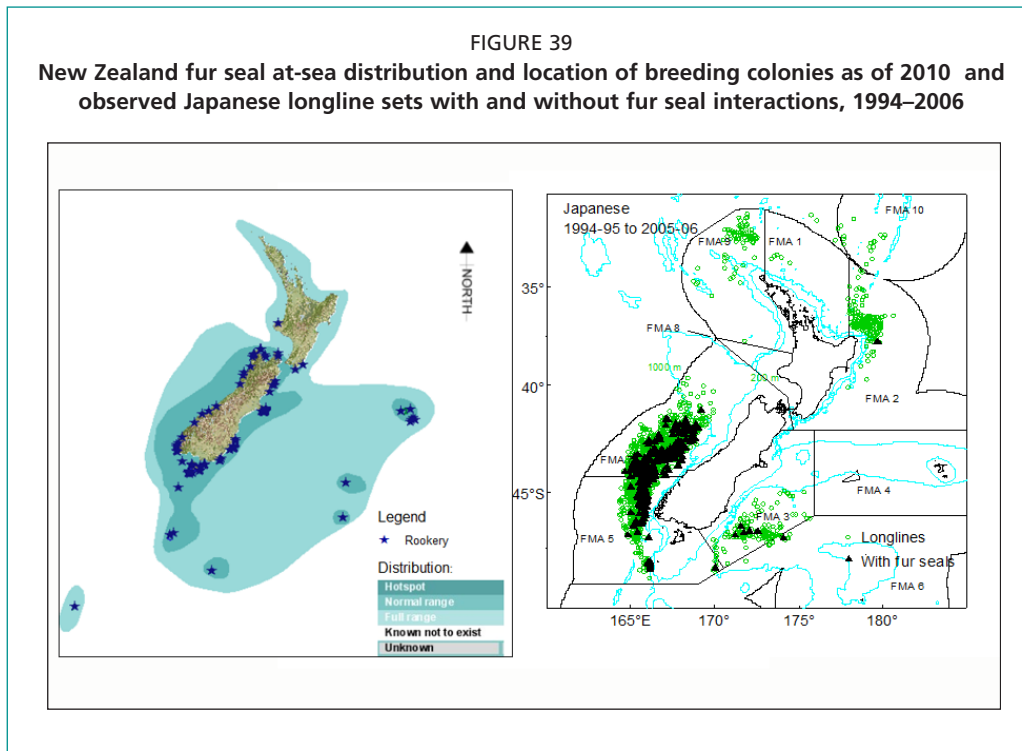 FIGURE 39
New Zealand fur seal at-sea distribution and location of breeding colonies as of 2010 and
observed Japanese longline sets with and without fur seal interactions, 1994–2006
NORTH
Legend
Rookery
Distribution:
Hotspot
Normal range
Full range
Known not to exist
Unknown
Japanese
1994-95 to 2005-06
FMA 10
FMA 9
FMA 1
35°
FMA 8
1000 m
200 m
40°
FMA 2
45°S
FMA 4
FMA 3
FMA 5
Longlines
With fur seals
FMA 6
165°E
170°
175°
180°